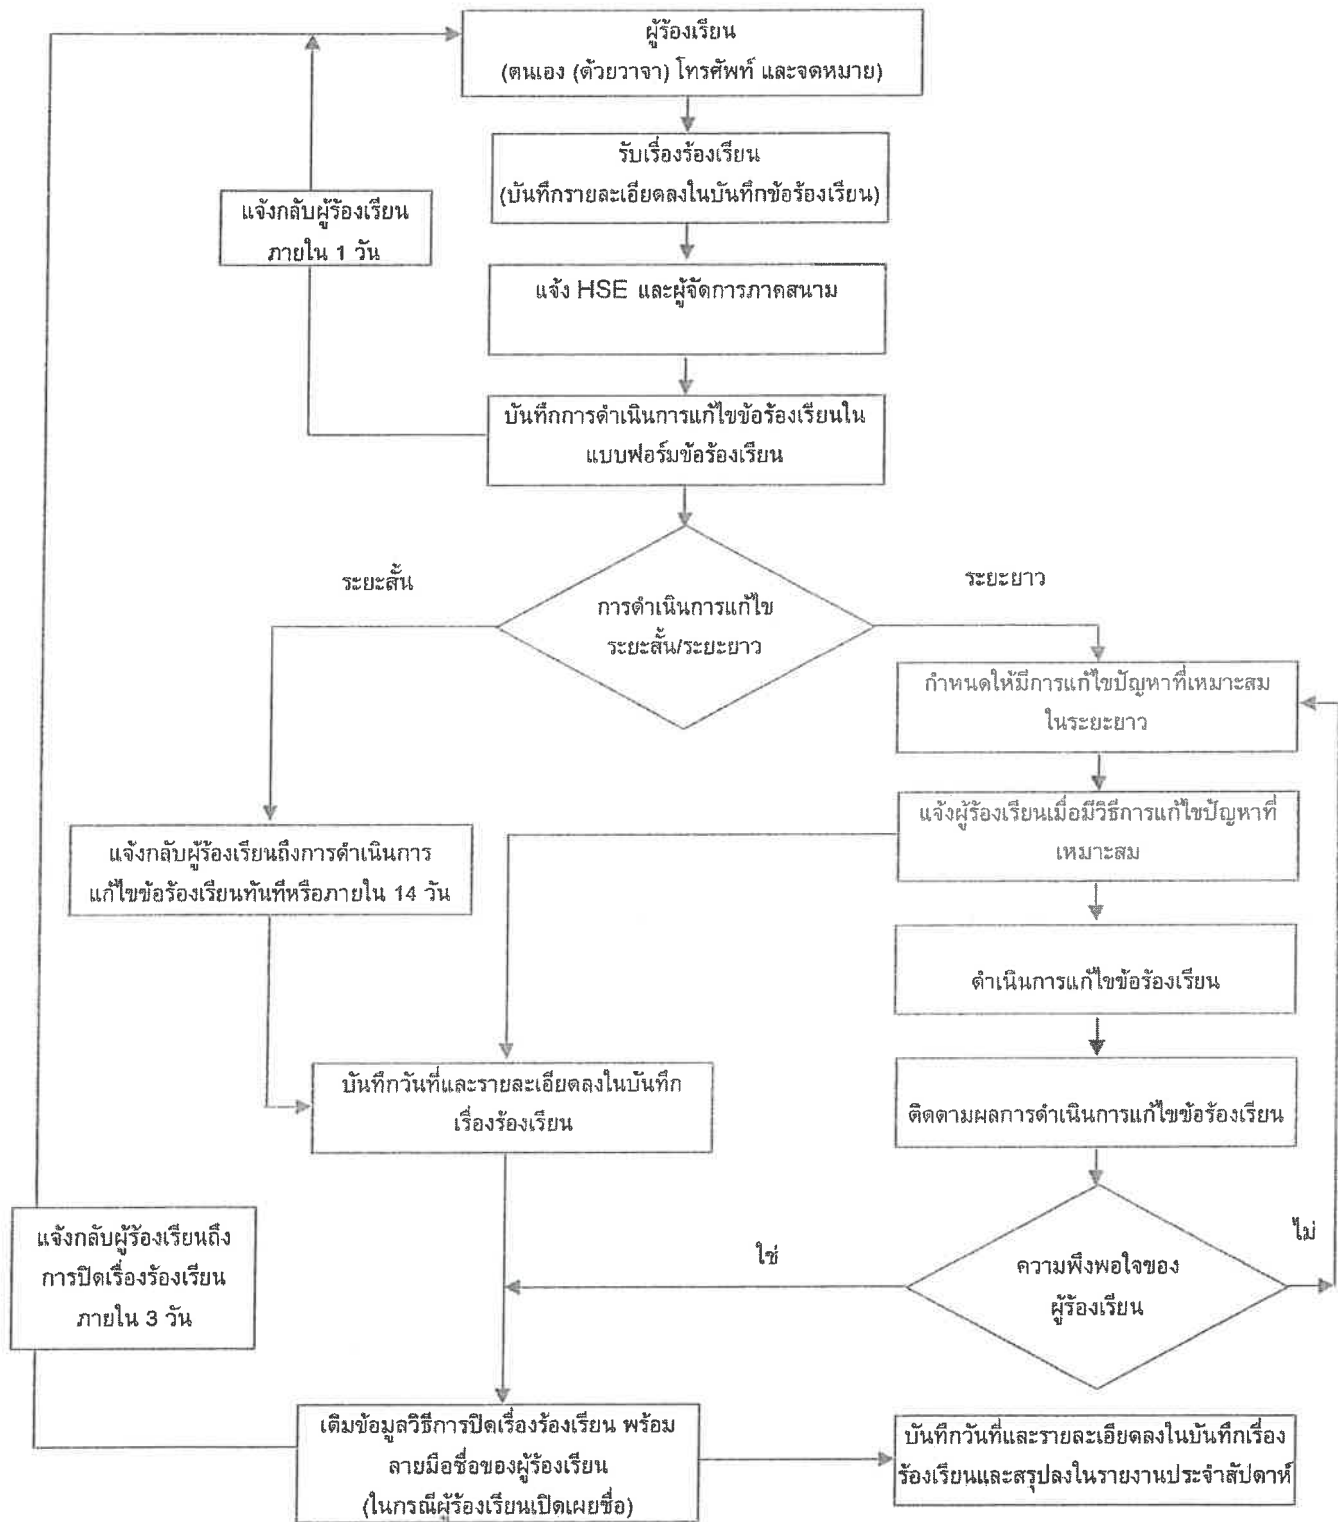 ผู้ร้องเรียน
(ตนเอง (ด้วยวาจา) โทรศัพท์ และจดหมาย)
รับเรื่องร้องเรียน
(บันทึกรายละเอียดลงในบันทึกข้อร้องเรียน)
แจ้งกลับผู้ร้องเรียน
ภายใน 1 วัน
แจ้ง HSE และผู้จัดการภาคสนาม
บันทึกการดำเนินการแก้ไขข้อร้องเรียนใน
แบบฟอร์มข้อร้องเรียน
ระยะสั้น
ระยะยาว
การดำเนินการแก้ไข
ระยะสั้น/ระยะยาว
กำหนดให้มีการแก้ไขปัญหาที่เหมาะสม
ในระยะยาว
แจ้งผู้ร้องเรียนเมื่อมีวิธีการแก้ไขปัญหาที่
เหมาะสม
แจ้งกลับผู้ร้องเรียนถึงการดำเนินการ
แก้ไขข้อร้องเรียนทันทีหรือภายใน 14 วัน
ดำเนินการแก้ไขข้อร้องเรียน
บันทึกวันที่และรายละเอียดลงในบันทึก
เรื่องร้องเรียน
ติดตามผลการดำเนินการแก้ไขข้อร้องเรียน
แจ้งกลับผู้ร้องเรียนถึง
การปิดเรื่องร้องเรียน
ภายใน 3 วัน
ใช่
ไม่
ความพึงพอใจของ
ผู้ร้องเรียน
เติมข้อมูลวิธีการปิดเรื่องร้องเรียน พร้อม
ลายมือชื่อของผู้ร้องเรียน
(ในกรณีผู้ร้องเรียนเปิดเผยชื่อ)
บันทึกวันที่และรายละเอียดลงในบันทึกเรื่อง
ร้องเรียนและสรุปลงในรายงานประจำสัปดาห์